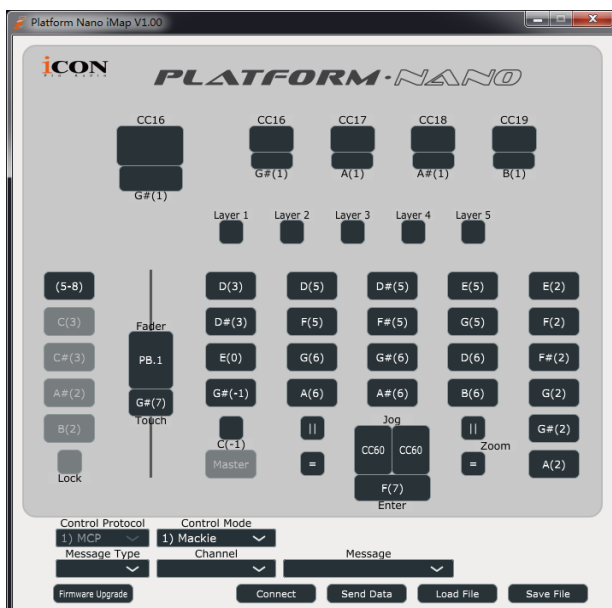 Platform Nano iMap V1.00
iCON
PRO AUDIO
PLATFORM·NANO
CC16 CC16 CC17 CC18 CC19
G#(1) G#(1) A(1) A#(1) B(1)
Layer 1 Layer 2 Layer 3 Layer 4 Layer 5
(5-8) D(3) D(5) D#(5) E(5) E(2)
C(3) Fader D#(3) F(5) F#(5) G(5) F(2)
C#(3) PB.1 E(0) G(6) G#(6) D(6) F#(2)
A#(2) G#(7) G#(-1) A(6) A#(6) B(6) G(2)
B(2) Touch C(-1) || Jog || G#(2)
Lock Master = CC60 CC60 = Zoom A(2)
F(7)
Enter
Control Protocol Control Mode
1) MCP 1) Mackie
Message Type Channel Message
Firmware Upgrade Connect Send Data Load File Save File